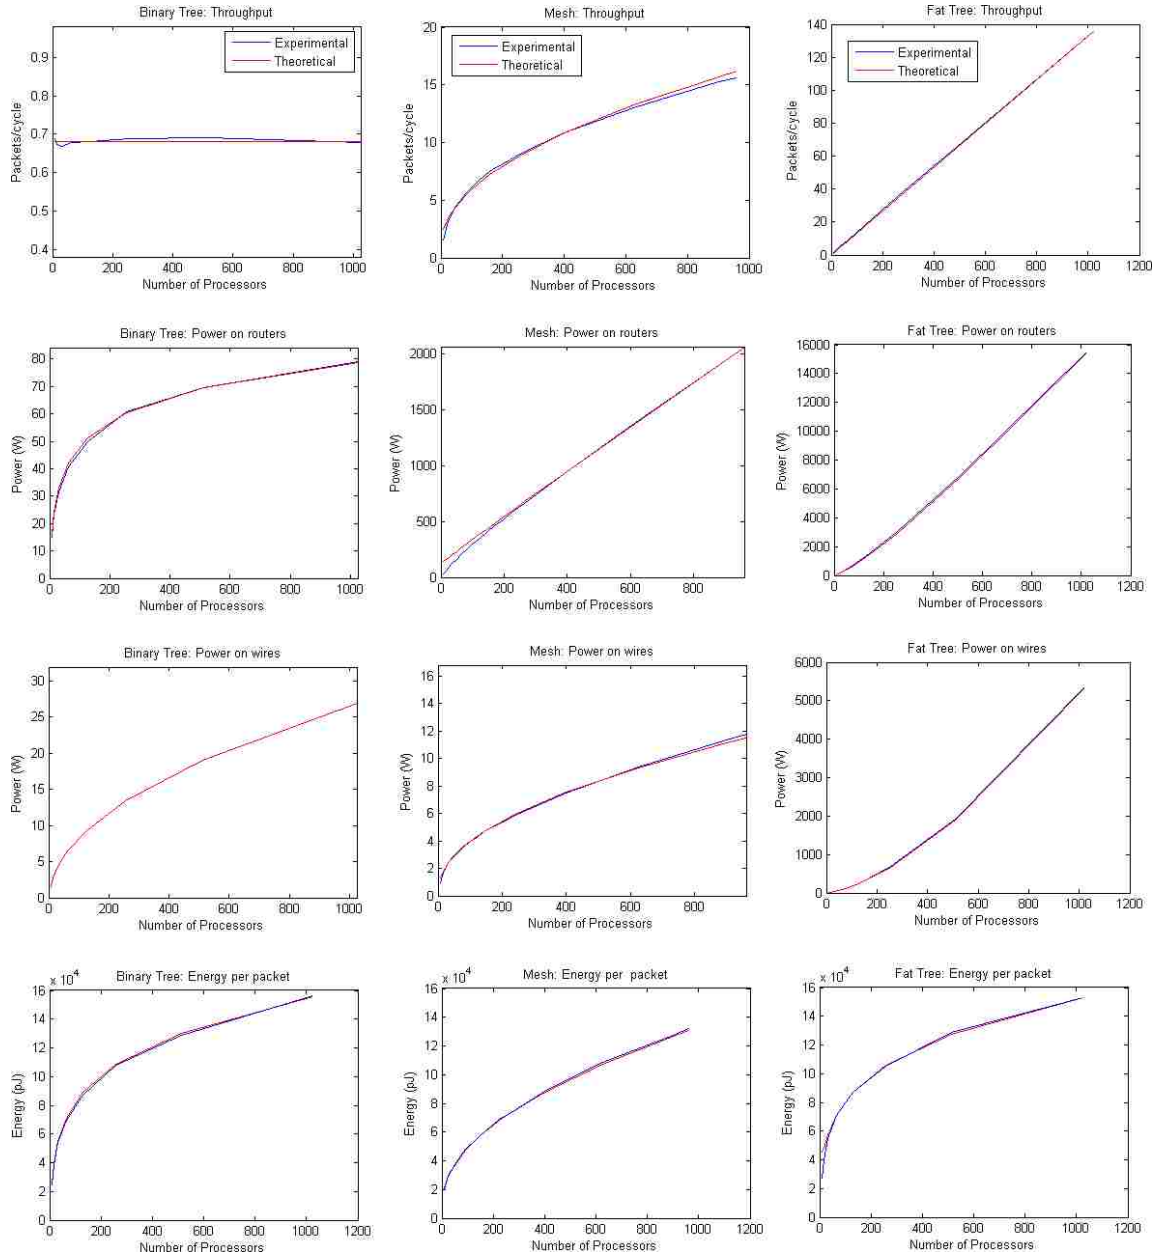 Binary Tree: Throughput
Experimental
Theoretical
Packets/cycle
0.9
0.8
0.7
0.6
0.5
0.4
0 200 400 600 800 1000
Number of Processors
Mesh: Throughput
Experimental
Theoretical
Packets/cycle
20
15
10
5
0
0 200 400 600 800 1000
Number of Processors
Fat Tree: Throughput
Experimental
Theoretical
Packets/cycle
140
120
100
80
60
40
20
0
0 200 400 600 800 1000 1200
Number of Processors
Binary Tree: Power on routers
Power (W)
80
70
60
50
40
30
20
10
0
0 200 400 600 800 1000
Number of Processors
Mesh: Power on routers
Power (W)
2000
1500
1000
500
0
0 200 400 600 800
Number of Processors
Fat Tree: Power on routers
Power (W)
16000
14000
12000
10000
8000
6000
4000
2000
0
0 200 400 600 800 1000 1200
Number of Processors
Binary Tree: Power on wires
Power (W)
30
25
20
15
10
5
0
0 200 400 600 800 1000
Number of Processors
Mesh: Power on wires
Power (W)
16
14
12
10
8
6
4
2
0
0 200 400 600 800
Number of Processors
Fat Tree: Power on wires
Power (W)
6000
5000
4000
3000
2000
1000
0
0 200 400 600 800 1000 1200
Number of Processors
Binary Tree: Energy per packet
x 10^4
Energy (pJ)
16
14
12
10
8
6
4
2
0
0 200 400 600 800 1000 1200
Number of Processors
Mesh: Energy per packet
x 10^4
Energy (pJ)
16
14
12
10
8
6
4
2
0
0 200 400 600 800 1000 1200
Number of Processors
Fat Tree: Energy per packet
x 10^4
Energy (pJ)
16
14
12
10
8
6
4
2
0
0 200 400 600 800 1000 1200
Number of Processors